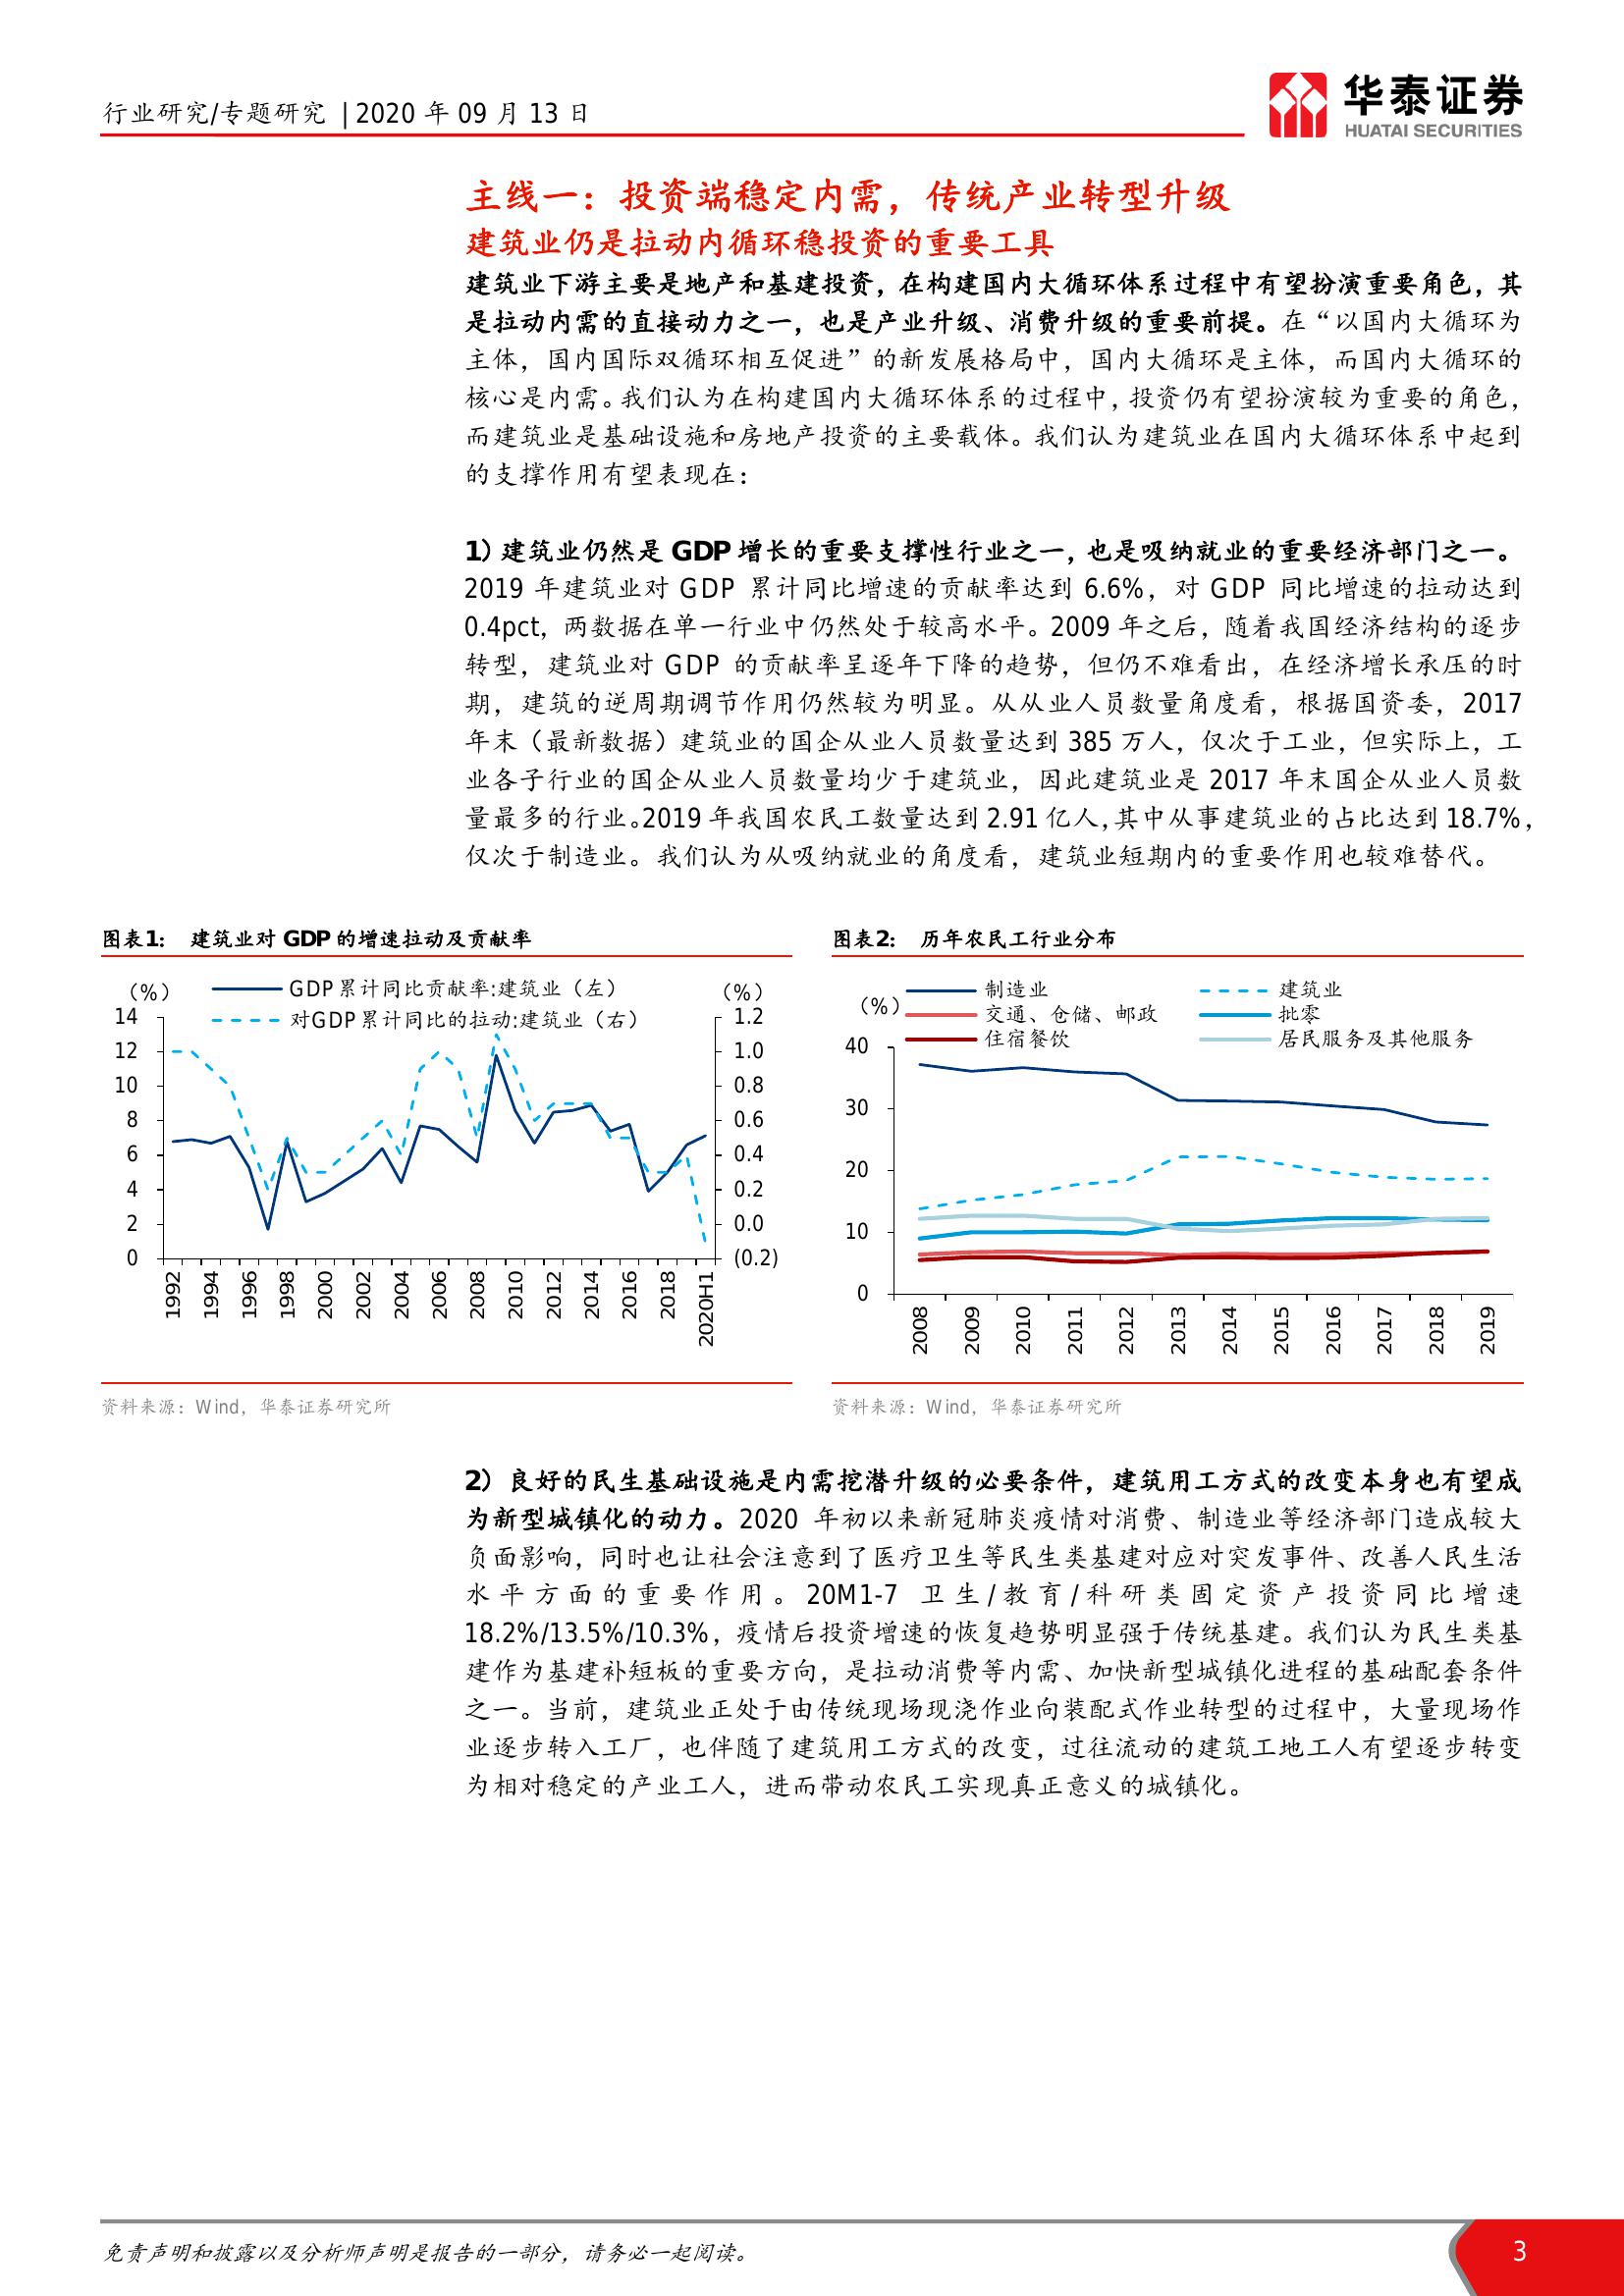 行业研究/专题研究 | 2020 年 09 月 13 日
华泰证券
HUATAI SECURITIES
主线一：投资端稳定内需，传统产业转型升级
建筑业仍是拉动内循环稳投资的重要工具
建筑业下游主要是地产和基建投资，在构建国内大循环体系过程中有望扮演重要角色，其
是拉动内需的直接动力之一，也是产业升级、消费升级的重要前提。在“以国内大循环为
主体，国内国际双循环相互促进”的新发展格局中，国内大循环是主体，而国内大循环的
核心是内需。我们认为在构建国内大循环体系的过程中，投资仍有望扮演较为重要的角色，
而建筑业是基础设施和房地产投资的主要载体。我们认为建筑业在国内大循环体系中起到
的支撑作用有望表现在：
1）建筑业仍然是 GDP 增长的重要支撑性行业之一，也是吸纳就业的重要经济部门之一。
2019 年建筑业对 GDP 累计同比增速的贡献率达到 6.6%，对 GDP 同比增速的拉动达到
0.4pct，两数据在单一行业中仍然处于较高水平。2009 年之后，随着我国经济结构的逐步
转型，建筑业对 GDP 的贡献率呈逐年下降的趋势，但仍不难看出，在经济增长承压的时
期，建筑的逆周期调节作用仍然较为明显。从从业人员数量角度看，根据国资委，2017
年末（最新数据）建筑业的国企从业人员数量达到 385 万人，仅次于工业，但实际上，工
业各子行业的国企从业人员数量均少于建筑业，因此建筑业是 2017 年末国企从业人员数
量最多的行业。2019 年我国农民工数量达到 2.91 亿人，其中从事建筑业的占比达到 18.7%，
仅次于制造业。我们认为从吸纳就业的角度看，建筑业短期内的重要作用也较难替代。
图表1： 建筑业对 GDP 的增速拉动及贡献率
（%）
GDP累计同比贡献率:建筑业（左）
对GDP累计同比的拉动:建筑业（右）
（%）
14
12
10
8
6
4
2
0
1.2
1.0
0.8
0.6
0.4
0.2
0.0
(0.2)
1992
1994
1996
1998
2000
2002
2004
2006
2008
2010
2012
2014
2016
2018
2020H1
资料来源：Wind，华泰证券研究所
图表2： 历年农民工行业分布
（%）
制造业
建筑业
交通、仓储、邮政
批零
住宿餐饮
居民服务及其他服务
40
30
20
10
0
2008
2009
2010
2011
2012
2013
2014
2015
2016
2017
2018
2019
资料来源：Wind，华泰证券研究所
2）良好的民生基础设施是内需挖潜升级的必要条件，建筑用工方式的改变本身也有望成
为新型城镇化的动力。2020 年初以来新冠肺炎疫情对消费、制造业等经济部门造成较大
负面影响，同时也让社会注意到了医疗卫生等民生类基建对应对突发事件、改善人民生活
水平方面的重要作用。20M1-7 卫生/教育/科研类固定资产投资同比增速
18.2%/13.5%/10.3%，疫情后投资增速的恢复趋势明显强于传统基建。我们认为民生类基
建作为基建补短板的重要方向，是拉动消费等内需、加快新型城镇化进程的基础配套条件
之一。当前，建筑业正处于由传统现场现浇作业向装配式作业转型的过程中，大量现场作
业逐步转入工厂，也伴随了建筑用工方式的改变，过往流动的建筑工地工人有望逐步转变
为相对稳定的产业工人，进而带动农民工实现真正意义的城镇化。
免责声明和披露以及分析师声明是报告的一部分，请务必一起阅读。
3